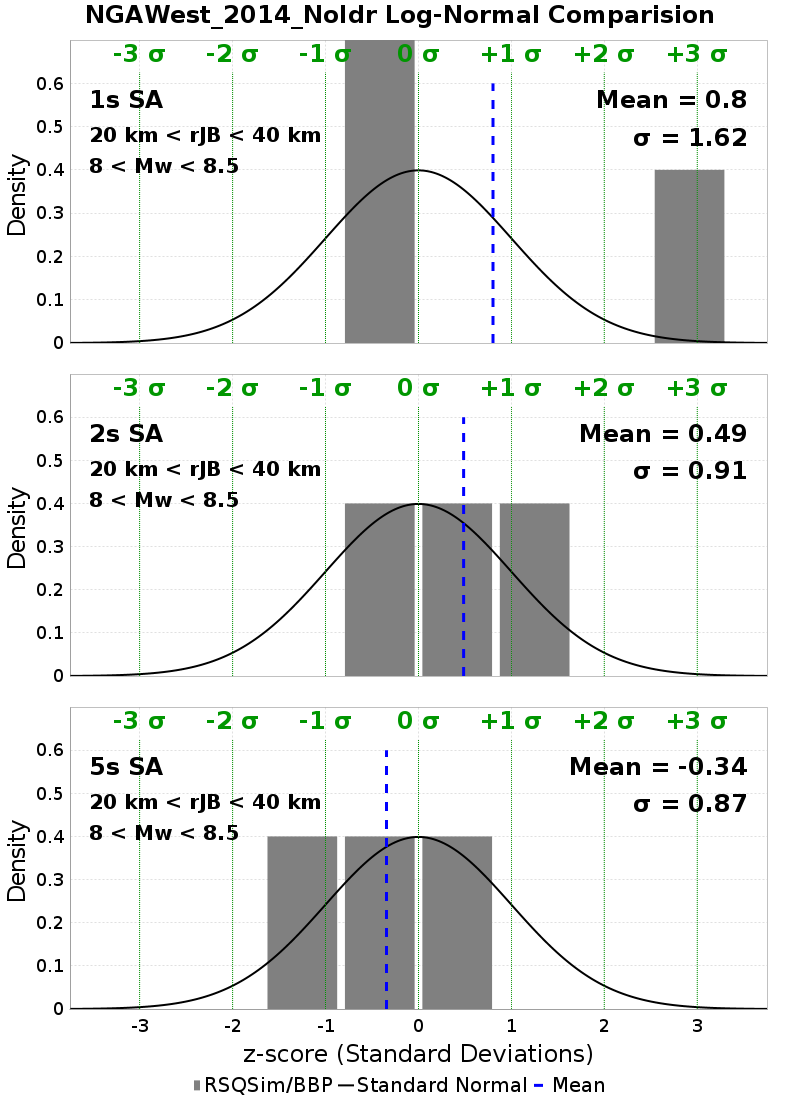 NGAWest_2014_NoIdr Log-Normal Comparision
-3 σ -2 σ -1 σ 0 σ +1 σ +2 σ +3 σ
1s SA
Mean = 0.8
20 km < rJB < 40 km
σ = 1.62
8 < Mw < 8.5
0.6
0.5
0.4
0.3
0.2
0.1
0
Density
-3 σ -2 σ -1 σ 0 σ +1 σ +2 σ +3 σ
2s SA
Mean = 0.49
20 km < rJB < 40 km
σ = 0.91
8 < Mw < 8.5
0.6
0.5
0.4
0.3
0.2
0.1
0
Density
-3 σ -2 σ -1 σ 0 σ +1 σ +2 σ +3 σ
5s SA
Mean = -0.34
20 km < rJB < 40 km
σ = 0.87
8 < Mw < 8.5
0.6
0.5
0.4
0.3
0.2
0.1
0
Density
-3 -2 -1 0 1 2 3
z-score (Standard Deviations)
RSQSim/BBP Standard Normal Mean